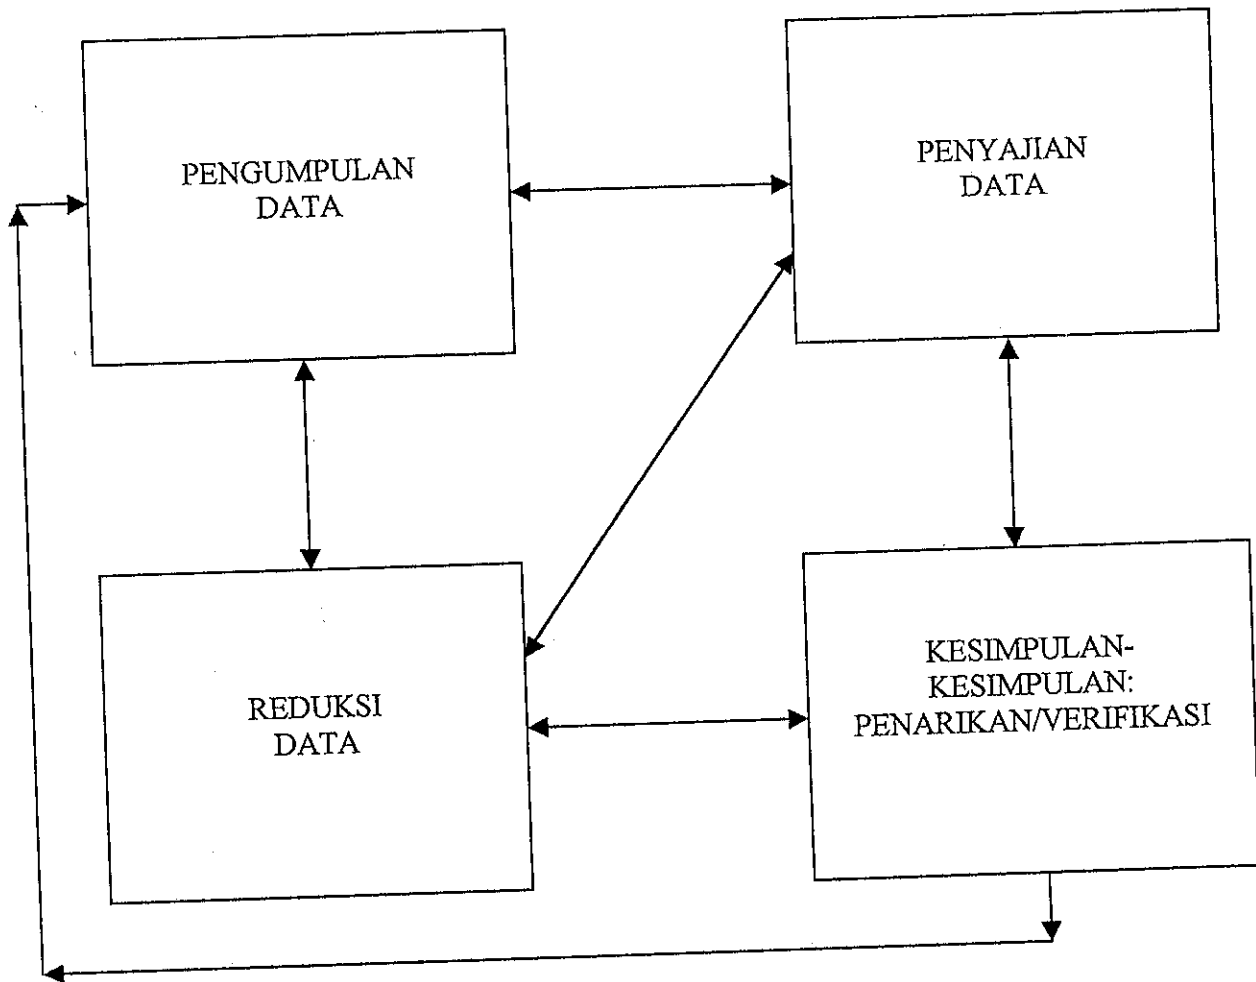 PENGUMPULAN
DATA
PENYAJIAN
DATA
REDUKSI
DATA
KESIMPULAN-
KESIMPULAN:
PENARIKAN/VERIFIKASI